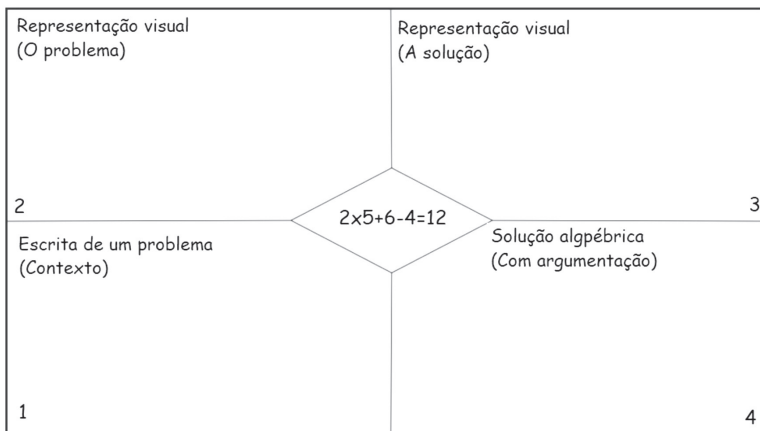 Representação visual
(O problema)
2
Representação visual
(A solução)
3
2x5+6-4=12
Escrita de um problema
(Contexto)
1
Solução algpébrica
(Com argumentação)
4